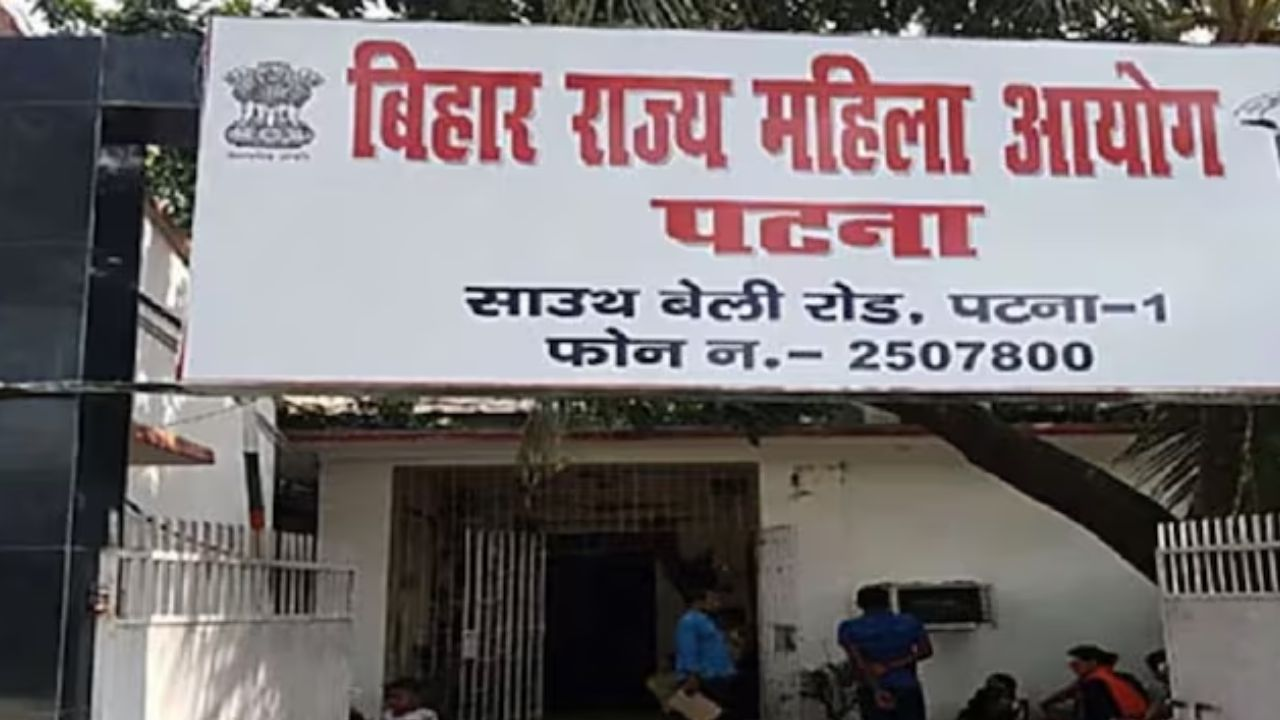 बिहार राज्य महिला आयोग
पटना
साउथ बेली रोड, पटना-1
फोन न.- 2507800